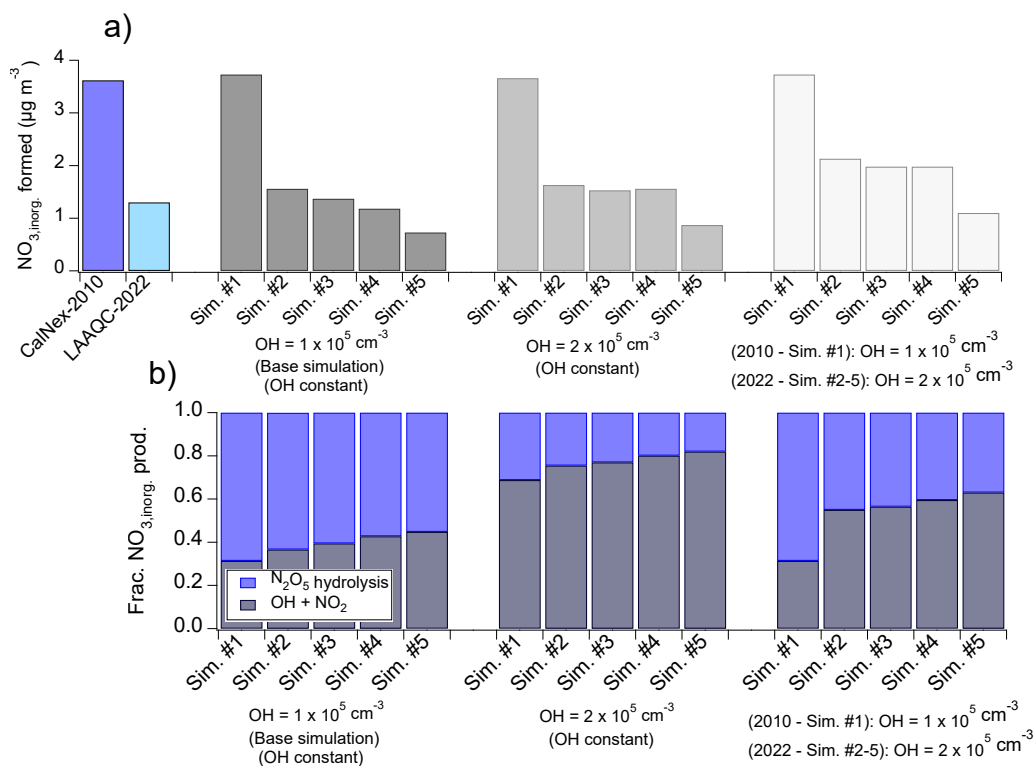 a)
NO3,inorg. formed (µg m-3)
4
3
2
1
0
CalNex-2010
LAAQC-2022
Sim. #1
Sim. #2
Sim. #3
Sim. #4
Sim. #5
OH = 1 x 10^5 cm-3
(Base simulation)
(OH constant)
Sim. #1
Sim. #2
Sim. #3
Sim. #4
Sim. #5
OH = 2 x 10^5 cm-3
(OH constant)
Sim. #1
Sim. #2
Sim. #3
Sim. #4
Sim. #5
(2010 - Sim. #1): OH = 1 x 10^5 cm-3
(2022 - Sim. #2-5): OH = 2 x 10^5 cm-3
b)
Frac. NO3,inorg. prod.
1.0
0.8
0.6
0.4
0.2
0.0
N2O5 hydrolysis
OH + NO2
Sim. #1
Sim. #2
Sim. #3
Sim. #4
Sim. #5
OH = 1 x 10^5 cm-3
(Base simulation)
(OH constant)
Sim. #1
Sim. #2
Sim. #3
Sim. #4
Sim. #5
OH = 2 x 10^5 cm-3
(OH constant)
Sim. #1
Sim. #2
Sim. #3
Sim. #4
Sim. #5
(2010 - Sim. #1): OH = 1 x 10^5 cm-3
(2022 - Sim. #2-5): OH = 2 x 10^5 cm-3